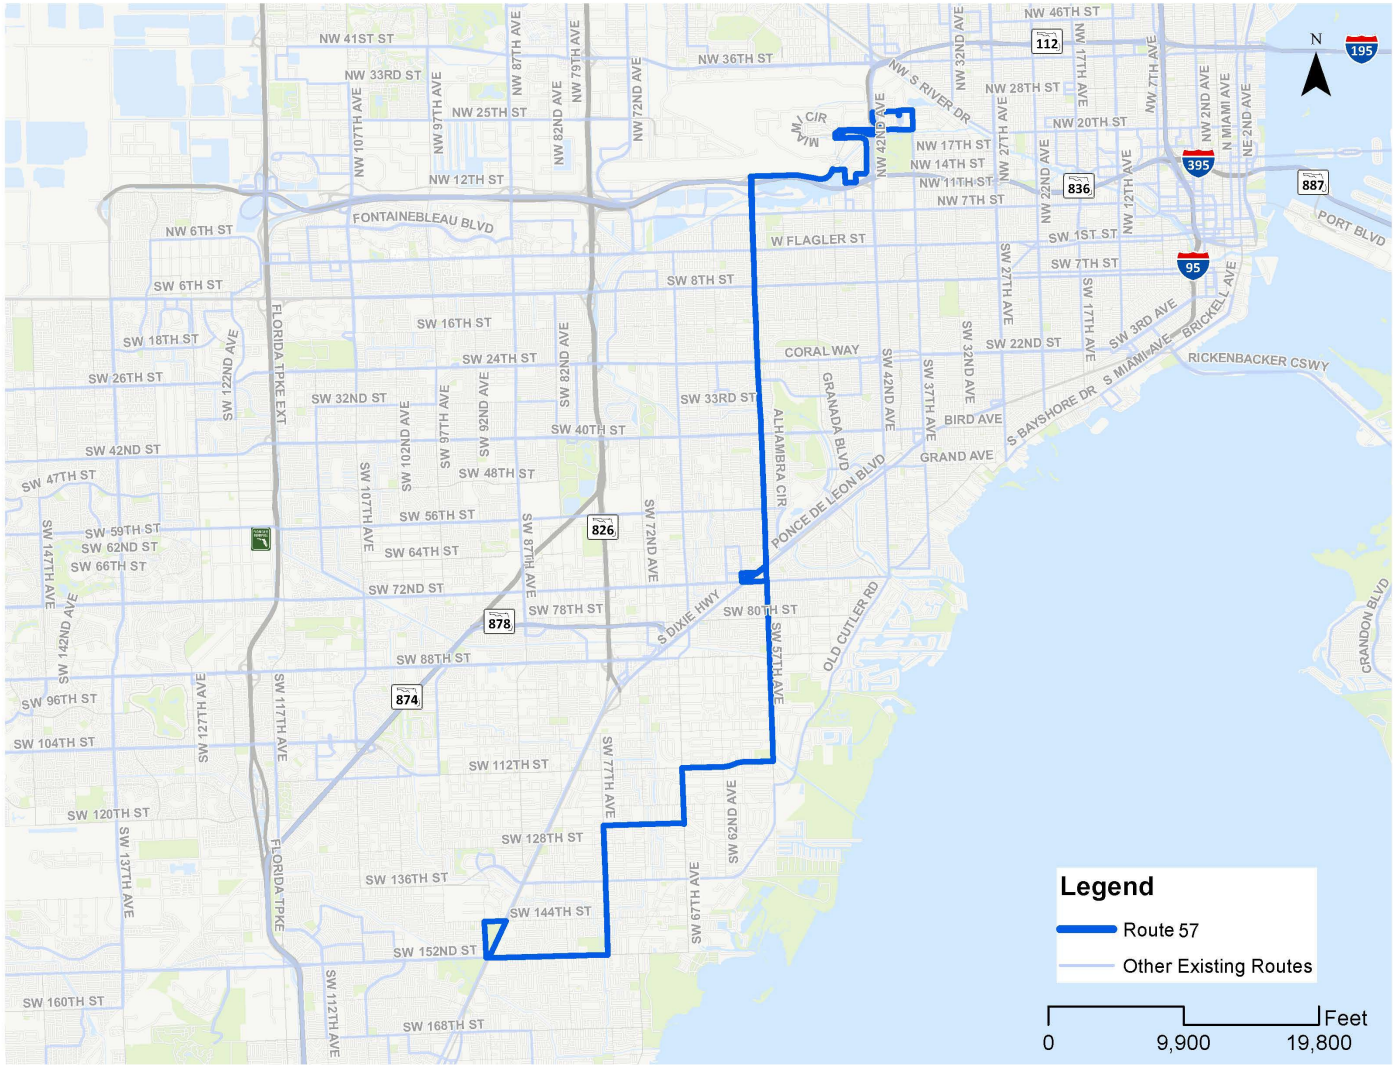 NW 46TH ST
NW 41ST ST
112
N
195
NW 36TH ST
NW 87TH AVE
NW 79TH AVE
NW 32ND AVE
NW 17TH AVE
NW 7TH AVE
NW 33RD ST
NW S RIVER DR
NW 28TH ST
NW 107TH AVE
NW 97TH AVE
NW 25TH ST
NW 82ND AVE
NW 72ND AVE
MIAMI CIR
NW 42ND AVE
NW 27TH AVE
NW 20TH ST
NW 2ND AVE
N MIAMI AVE
NE 2ND AVE
NW 17TH ST
NW 14TH ST
NW 12TH ST
NW 11TH ST
NW 22ND AVE
836
NW 12TH AVE
395
887
NW 7TH ST
FONTAINEBLEAU BLVD
NW 6TH ST
W FLAGLER ST
SW 1ST ST
PORT BLVD
SW 7TH ST
95
SW 6TH ST
SW 8TH ST
SW 27TH AVE
SW 17TH AVE
SW 3RD AVE
BRICKELL AVE
FLORIDA TPKE EXT
SW 16TH ST
SW 18TH ST
SW 122ND AVE
SW 24TH ST
SW 82ND AVE
CORAL WAY
SW 42ND AVE
SW 37TH AVE
SW 32ND AVE
SW 22ND ST
S MIAMI AVE
RICKENBACKER CSWY
SW 26TH ST
SW 32ND ST
SW 102ND AVE
SW 97TH AVE
SW 92ND AVE
SW 33RD ST
ALHAMBRA CIR
GRANADA BLVD
BIRD AVE
S BAYSHORE DR
SW 40TH ST
SW 42ND ST
GRAND AVE
SW 47TH ST
SW 107TH AVE
SW 48TH ST
PONCE DE LEON BLVD
SW 147TH AVE
SW 59TH ST
SW 56TH ST
SW 87TH AVE
826
SW 72ND AVE
SW 62ND ST
SW 64TH ST
SW 66TH ST
SW 72ND ST
SW 142ND AVE
878
SW 78TH ST
S DIXIE HWY
SW 80TH ST
SW 57TH AVE
OLD CUTLER RD
CRANDON BLVD
SW 88TH ST
SW 96TH ST
SW 127TH AVE
SW 117TH AVE
874
SW 104TH ST
SW 112TH ST
SW 77TH AVE
SW 62ND AVE
SW 120TH ST
SW 137TH AVE
FLORIDA TPKE
SW 128TH ST
SW 136TH ST
SW 67TH AVE
SW 144TH ST
SW 152ND ST
SW 160TH ST
SW 112TH AVE
SW 168TH ST
Legend
Route 57
Other Existing Routes
Feet
0 9,900 19,800